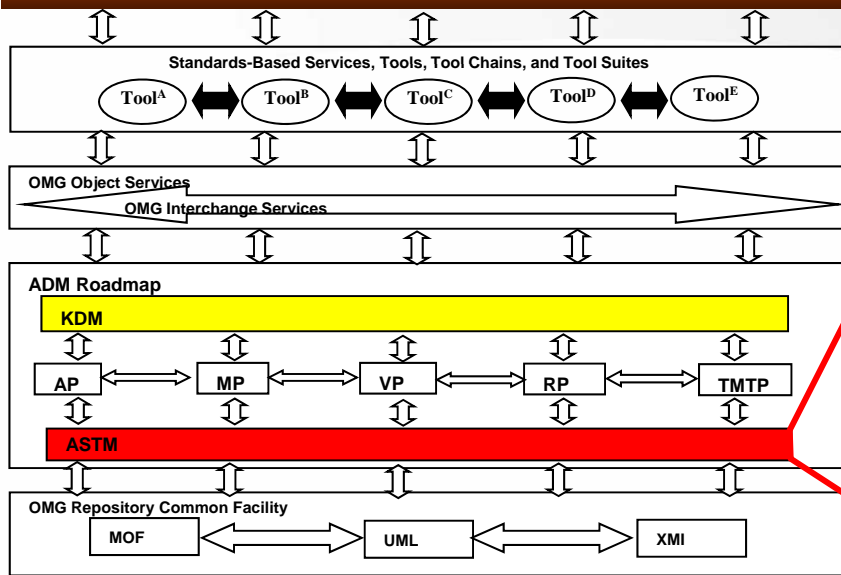 Standards-Based Services, Tools, Tool Chains, and Tool Suites
ToolA ToolB ToolC ToolD ToolE
OMG Object Services
OMG Interchange Services
ADM Roadmap
KDM
AP MP VP RP TMTP
ASTM
OMG Repository Common Facility
MOF UML XMI